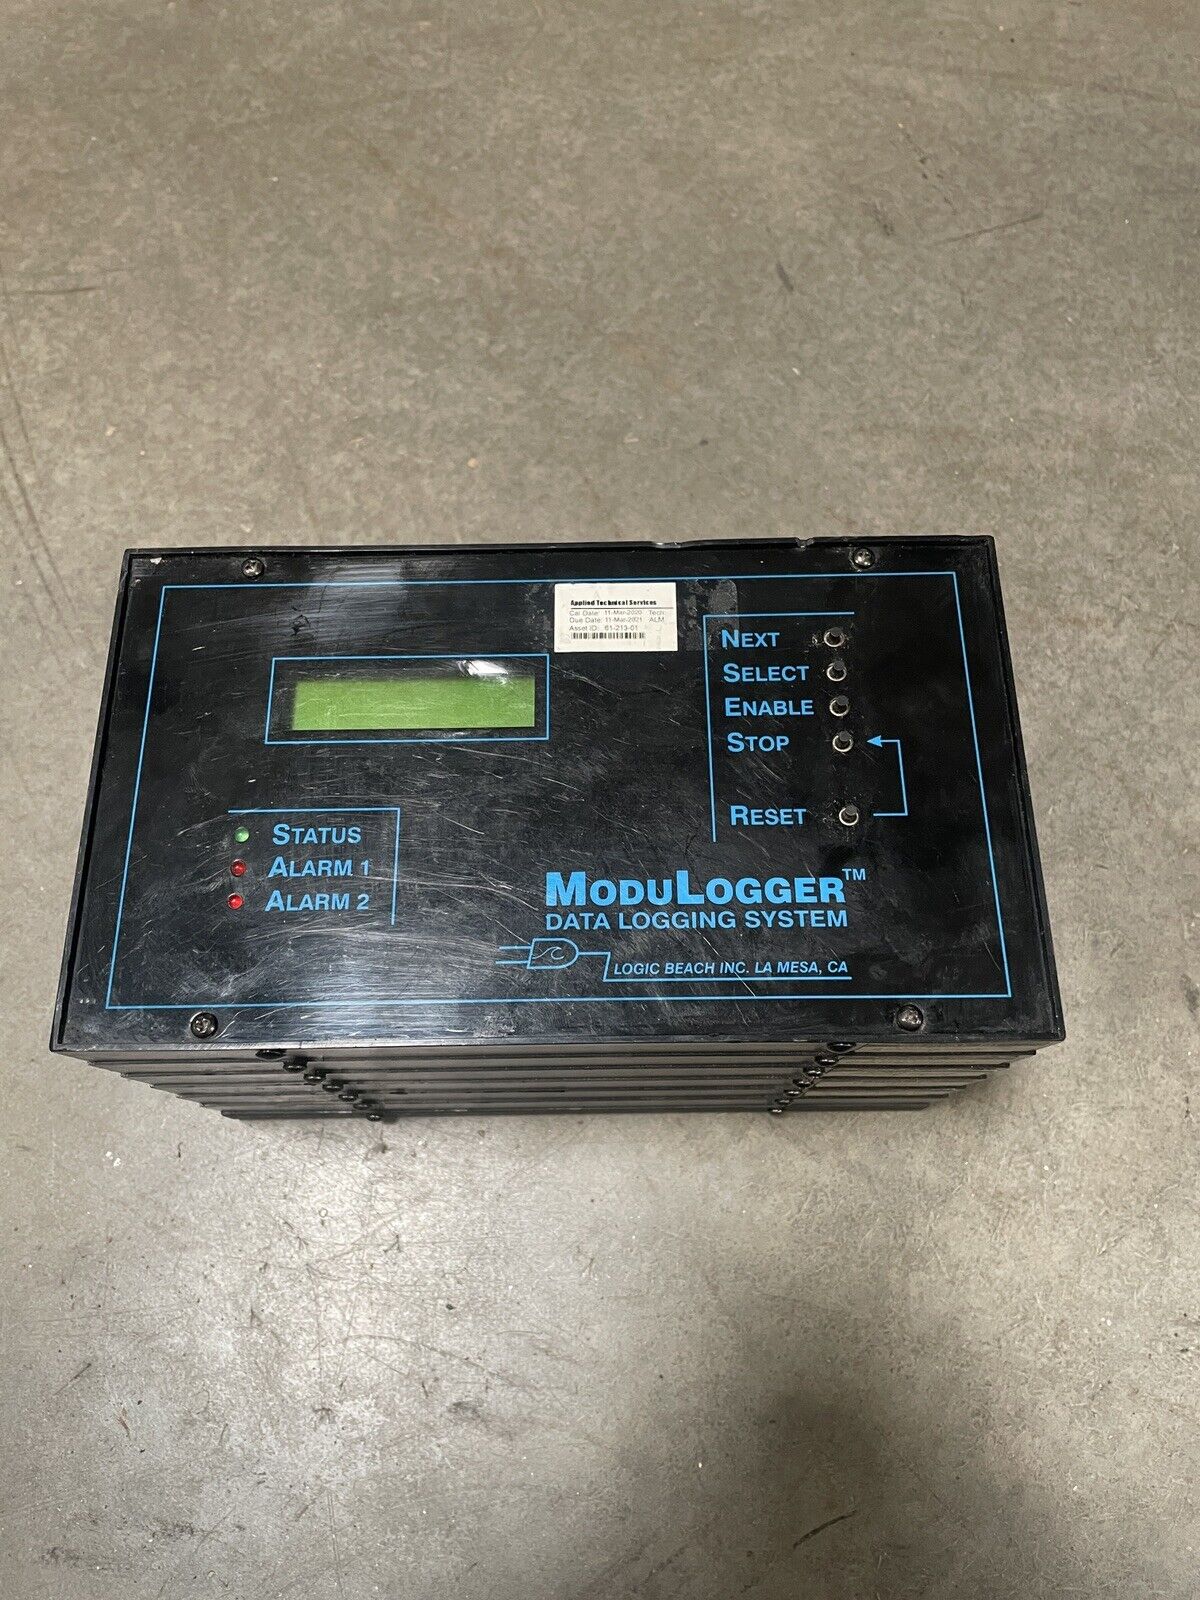 Applied Technical Services
Cal Date: 11-Mar-2020 Tech:
Due Date: 11-Mar-2021 ALM
Asset ID: 61-213-01
NEXT
SELECT
ENABLE
STOP
RESET
STATUS
ALARM 1
ALARM 2
MODULOGGER™
DATA LOGGING SYSTEM
LOGIC BEACH INC. LA MESA, CA